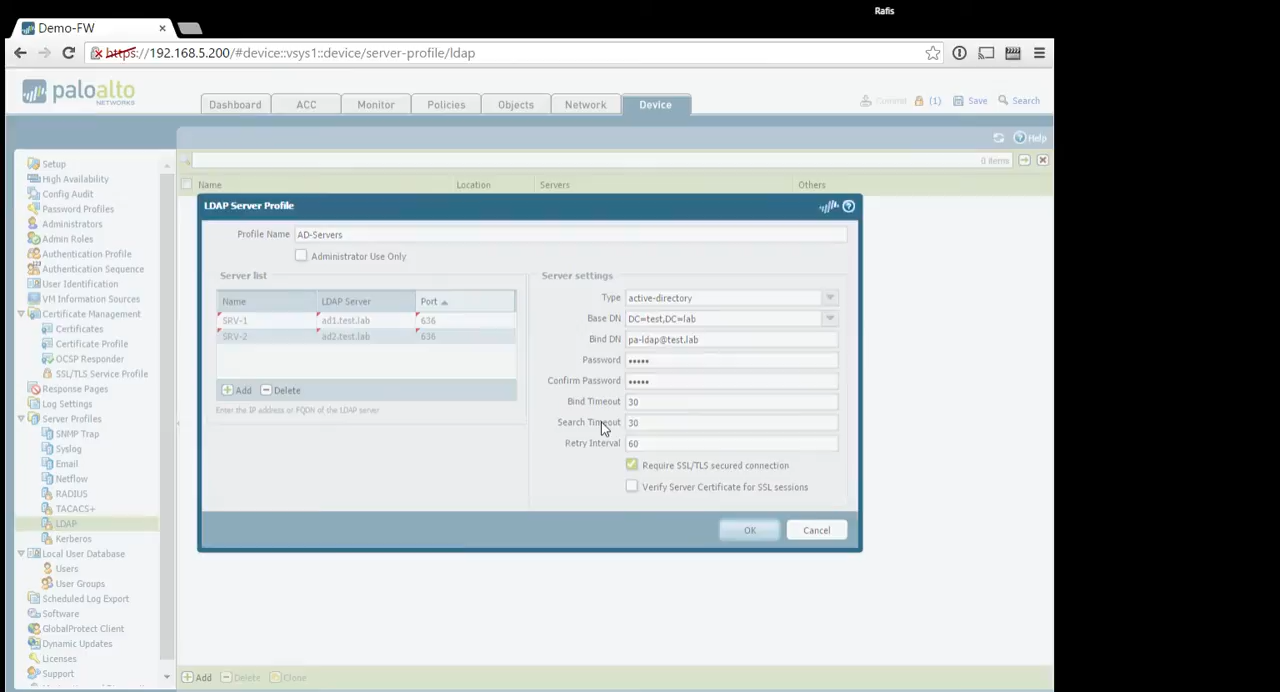 Rafis
Demo-FW
https://192.168.5.200/#device::vsys1::device/server-profile/ldap
paloalto
NETWORKS
Dashboard ACC Monitor Policies Objects Network Device
Commit (1) Save Search
Help
0 items
Name Location Servers Others
Setup
High Availability
Config Audit
Password Profiles
Administrators
Admin Roles
Authentication Profile
Authentication Sequence
User Identification
VM Information Sources
Certificate Management
Certificates
Certificate Profile
OCSP Responder
SSL/TLS Service Profile
Response Pages
Log Settings
Server Profiles
SNMP Trap
Syslog
Email
Netflow
RADIUS
TACACS+
LDAP
Kerberos
Local User Database
Users
User Groups
Scheduled Log Export
Software
GlobalProtect Client
Dynamic Updates
Licenses
Support
LDAP Server Profile
Profile Name AD-Servers
Administrator Use Only
Server list
Name LDAP Server Port
SRV-1 ad1.test.lab 636
SRV-2 ad2.test.lab 636
Add Delete
Enter the IP address or FQDN of the LDAP server
Server settings
Type active-directory
Base DN DC=test,DC=lab
Bind DN pa-ldap@test.lab
Password •••••
Confirm Password •••••
Bind Timeout 30
Search Timeout 30
Retry Interval 60
Require SSL/TLS secured connection
Verify Server Certificate for SSL sessions
OK Cancel
Add Delete Clone